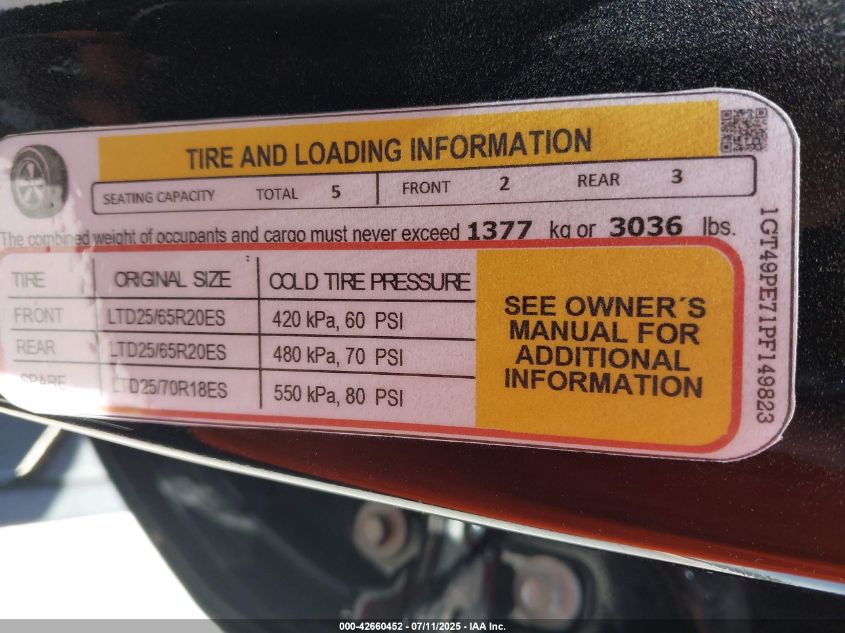 TIRE AND LOADING INFORMATION
SEATING CAPACITY TOTAL 5 FRONT 2 REAR 3
The combined weight of occupants and cargo must never exceed 1377 kg or 3036 lbs.
TIRE ORIGINAL SIZE COLD TIRE PRESSURE
FRONT LTD25/65R20ES 420 kPa, 60 PSI
REAR LTD25/65R20ES 480 kPa, 70 PSI
SPARE LTD25/70R18ES 550 kPa, 80 PSI
SEE OWNER´S
MANUAL FOR
ADDITIONAL
INFORMATION
1GT49PE71PF149823
000-42660452 - 07/11/2025 - IAA Inc.